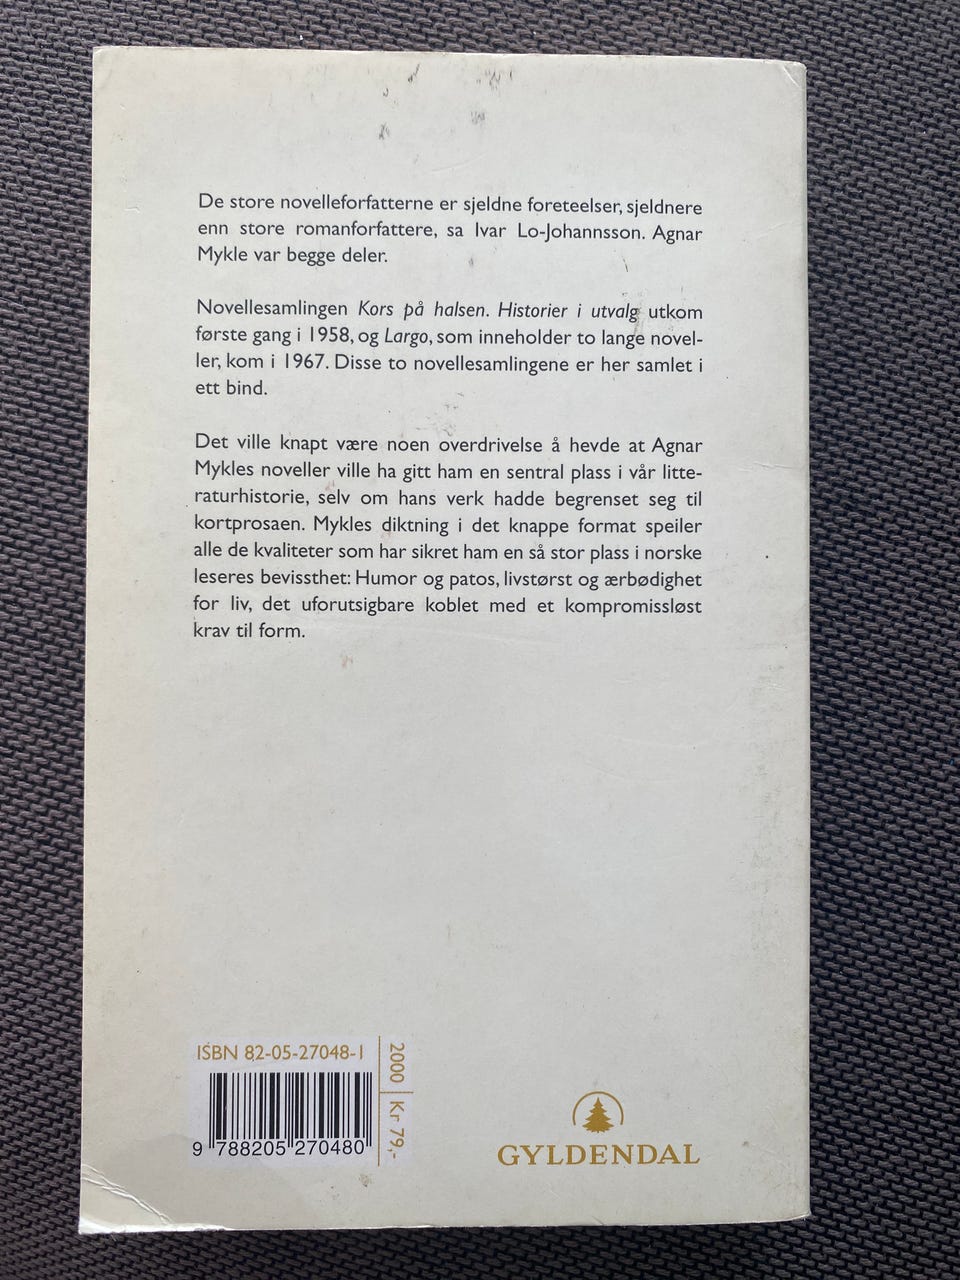 De store novelleforfatterne er sjeldne foreteelser, sjeldnere
enn store romanforfattere, sa Ivar Lo-Johannsson. Agnar
Mykle var begge deler.
Novellesamlingen Kors på halsen. Historier i utvalg utkom
første gang i 1958, og Largo, som inneholder to lange novel-
ler, kom i 1967. Disse to novellesamlingene er her samlet i
ett bind.
Det ville knapt være noen overdrivelse å hevde at Agnar
Mykles noveller ville ha gitt ham en sentral plass i vår litte-
raturhistorie, selv om hans verk hadde begrenset seg til
kortprosaen. Mykles diktning i det knappe format speiler
alle de kvaliteter som har sikret ham en så stor plass i norske
leseres bevissthet: Humor og patos, livstørst og ærbødighet
for liv, det uforutsigbare koblet med et kompromissløst
krav til form.
ISBN 82-05-27048-1
9 788205 270480
2000 Kr 79,-
GYLDENDAL